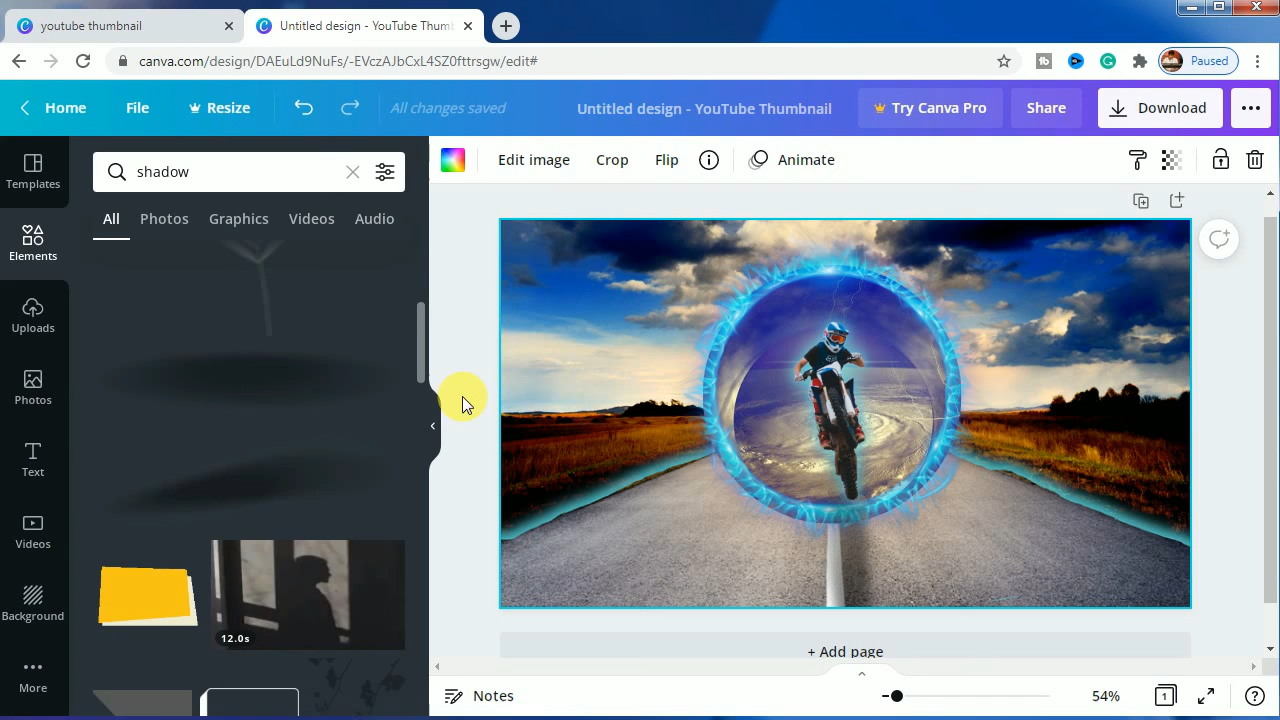 youtube thumbnail
Untitled design - YouTube Thumb
canva.com/design/DAEuLd9NuFs/-EVczAJbCxL4SZ0ftrsgw/edit#
Paused
Home
File
Resize
All changes saved
Untitled design - YouTube Thumbnail
Try Canva Pro
Share
Download
Templates
Elements
Uploads
Photos
Text
Videos
Background
More
shadow
All
Photos
Graphics
Videos
Audio
12.0s
Edit image
Crop
Flip
Animate
+ Add page
Notes
54%
1